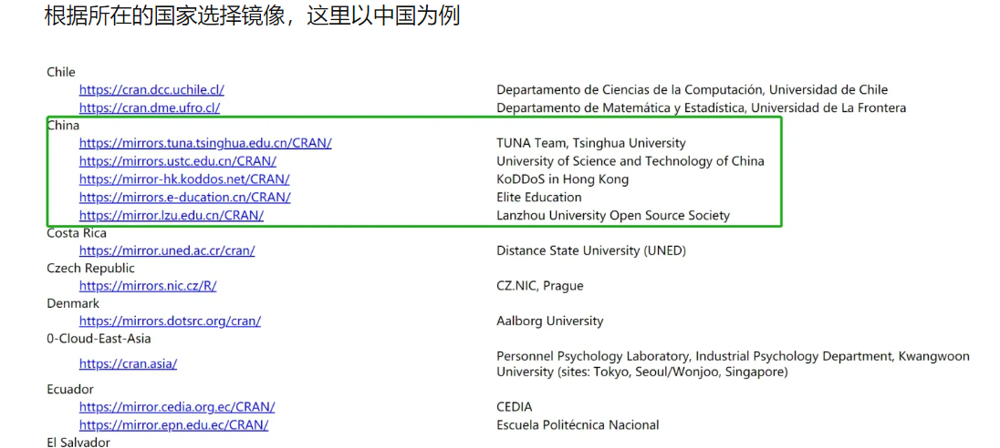 根据所在的国家选择镜像，这里以中国为例
Chile
https://cran.dcc.uchile.cl/ Departamento de Ciencias de la Computación, Universidad de Chile
https://cran.dme.ufro.cl/ Departamento de Matemática y Estadística, Universidad de La Frontera
China
https://mirrors.tuna.tsinghua.edu.cn/CRAN/ TUNA Team, Tsinghua University
https://mirrors.ustc.edu.cn/CRAN/ University of Science and Technology of China
https://mirror-hk.koddos.net/CRAN/ KoDDoS in Hong Kong
https://mirrors.e-ducation.cn/CRAN/ Elite Education
https://mirror.lzu.edu.cn/CRAN/ Lanzhou University Open Source Society
Costa Rica
https://mirror.uned.ac.cr/cran/ Distance State University (UNED)
Czech Republic
https://mirrors.nic.cz/R/ CZ.NIC, Prague
Denmark
https://mirrors.dotsrc.org/cran/ Aalborg University
0-Cloud-East-Asia
https://cran.asia/ Personnel Psychology Laboratory, Industrial Psychology Department, Kwangwoon
University (sites: Tokyo, Seoul/Wonjoo, Singapore)
Ecuador
https://mirror.cedia.org.ec/CRAN/ CEDIA
https://mirror.epn.edu.ec/CRAN/ Escuela Politécnica Nacional
El Salvador